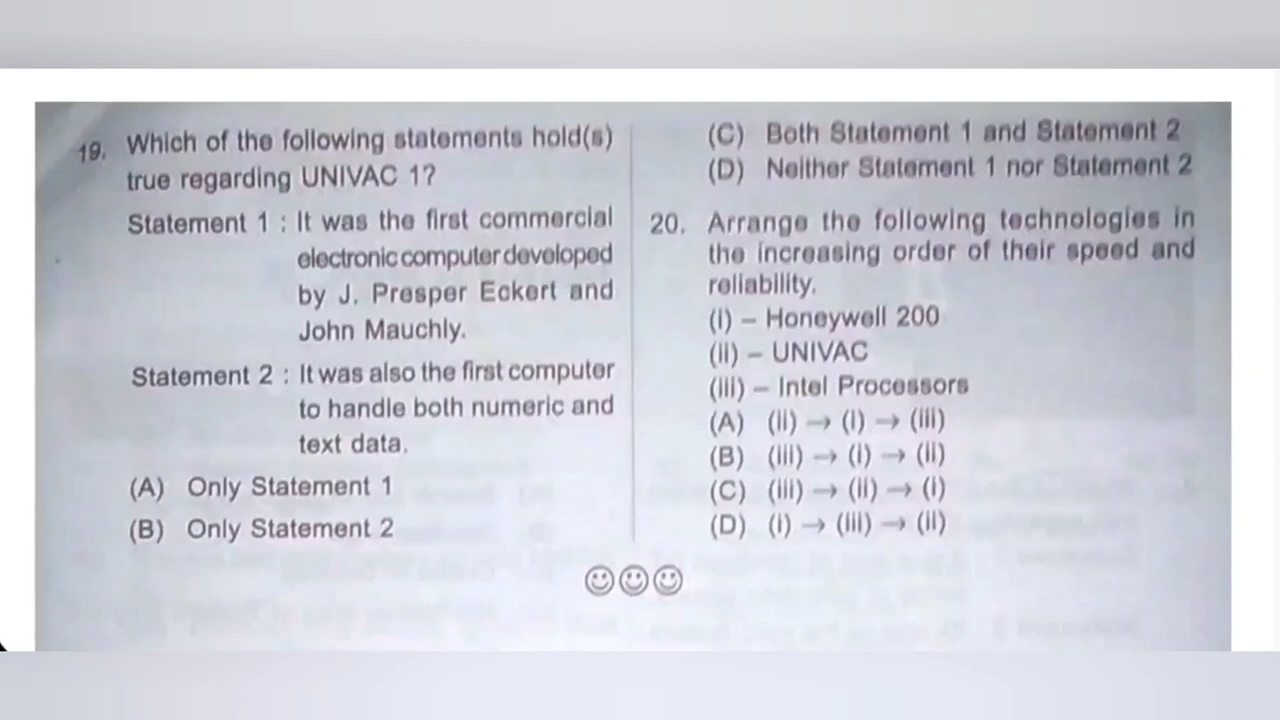 19. Which of the following statements hold(s)
true regarding UNIVAC 1?
Statement 1 : It was the first commercial
electronic computer developed
by J. Presper Eckert and
John Mauchly.
Statement 2 : It was also the first computer
to handle both numeric and
text data.
(A) Only Statement 1
(B) Only Statement 2
(C) Both Statement 1 and Statement 2
(D) Neither Statement 1 nor Statement 2
20. Arrange the following technologies in
the increasing order of their speed and
reliability.
(i) – Honeywell 200
(ii) – UNIVAC
(iii) – Intel Processors
(A) (ii) → (i) → (iii)
(B) (iii) → (i) → (ii)
(C) (iii) → (ii) → (i)
(D) (i) → (iii) → (ii)